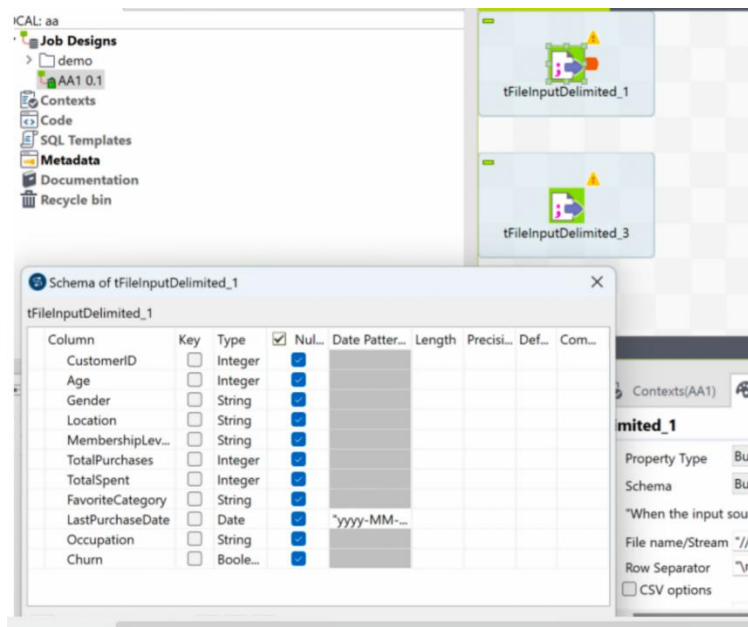 OCAL: aa
Job Designs
demo
AA1 0.1
Contexts
Code
SQL Templates
Metadata
Documentation
Recycle bin
tFileInputDelimited_1
tFileInputDelimited_3
Schema of tFileInputDelimited_1
tFileInputDelimited_1
Column Key Type Nul... Date Patter... Length Precisi... Def... Com...
CustomerID Integer
Age Integer
Gender String
Location String
MembershipLev... String
TotalPurchases Integer
TotalSpent Integer
FavoriteCategory String
LastPurchaseDate Date "yyyy-MM-...
Occupation String
Churn Boole...
Contexts(AA1)
imited_1
Property Type Bu
Schema Bu
"When the input sou
File name/Stream "//
Row Separator "\n
CSV options